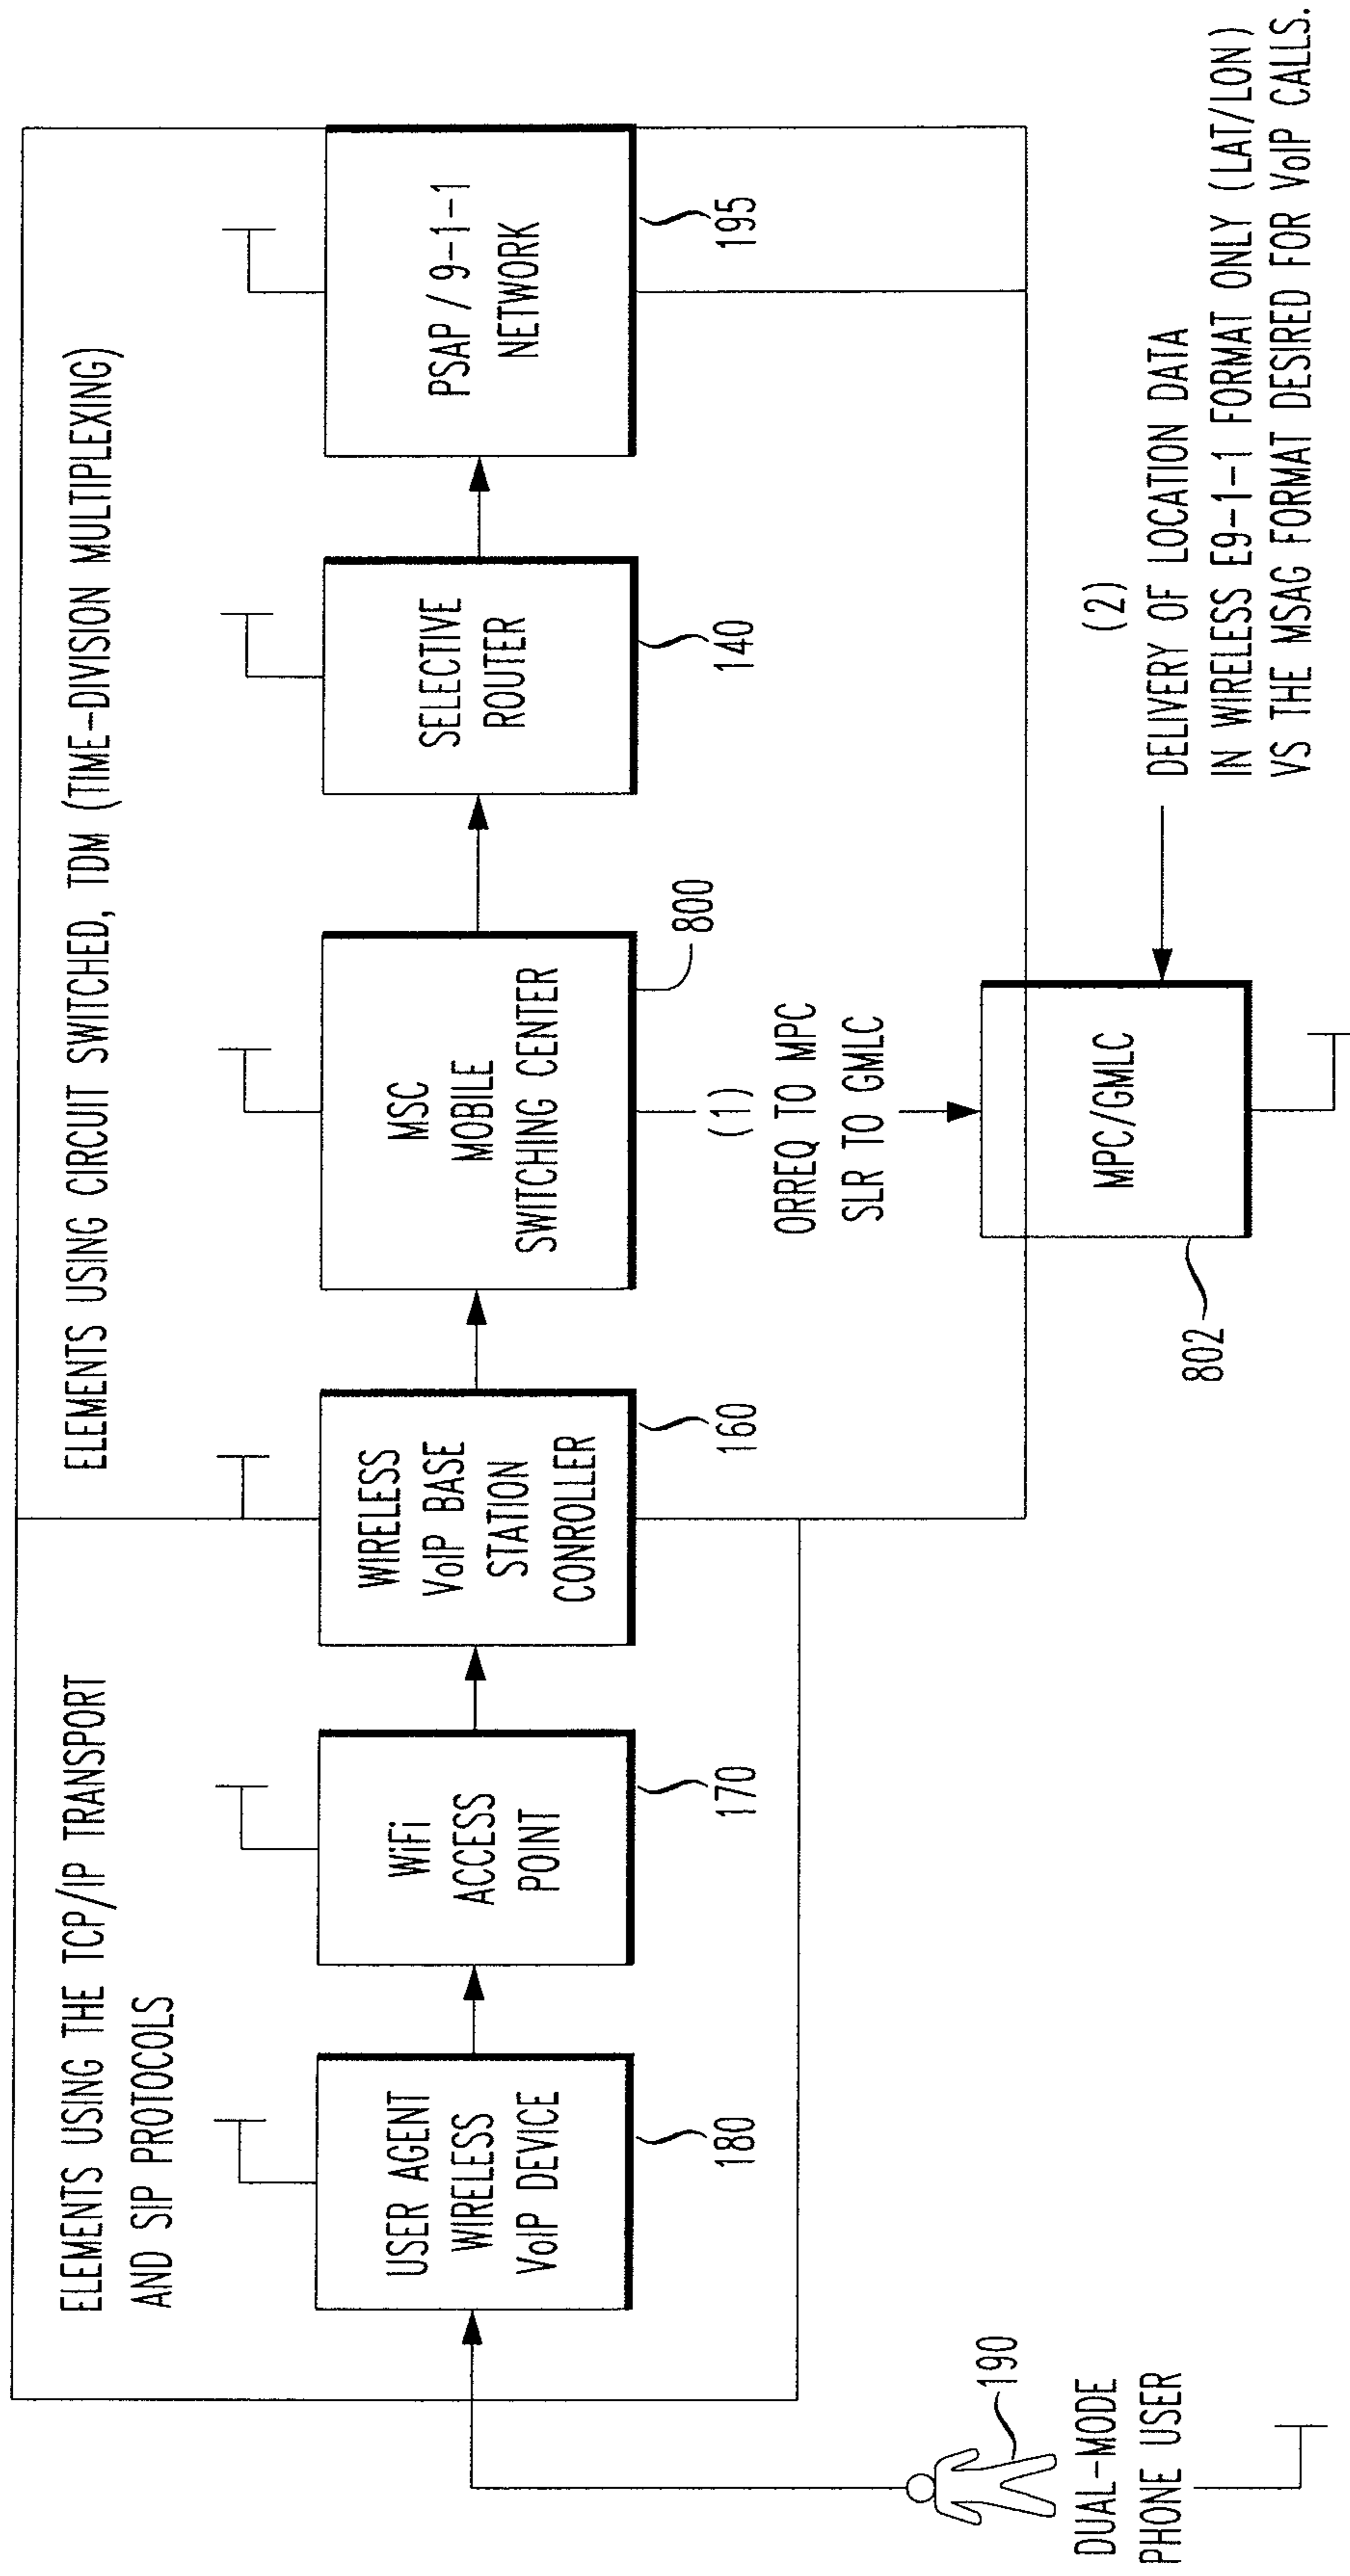 ELEMENTS USING THE TCP/IP TRANSPORT
AND SIP PROTOCOLS
ELEMENTS USING CIRCUIT SWITCHED, TDM (TIME-DIVISION MULTIPLEXING)
USER AGENT
WIRELESS
VoIP DEVICE
180
WiFi
ACCESS
POINT
170
WIRELESS
VoIP BASE
STATION
CONROLLER
160
MSC
MOBILE
SWITCHING CENTER
800
SELECTIVE
ROUTER
140
PSAP / 9-1-1
NETWORK
195
(1)
ORREQ TO MPC
SLR TO GMLC
MPC/GMLC
802
(2)
DELIVERY OF LOCATION DATA
IN WIRELESS E9-1-1 FORMAT ONLY (LAT/LON)
VS THE MSAG FORMAT DESIRED FOR VoIP CALLS.
190
DUAL-MODE
PHONE USER